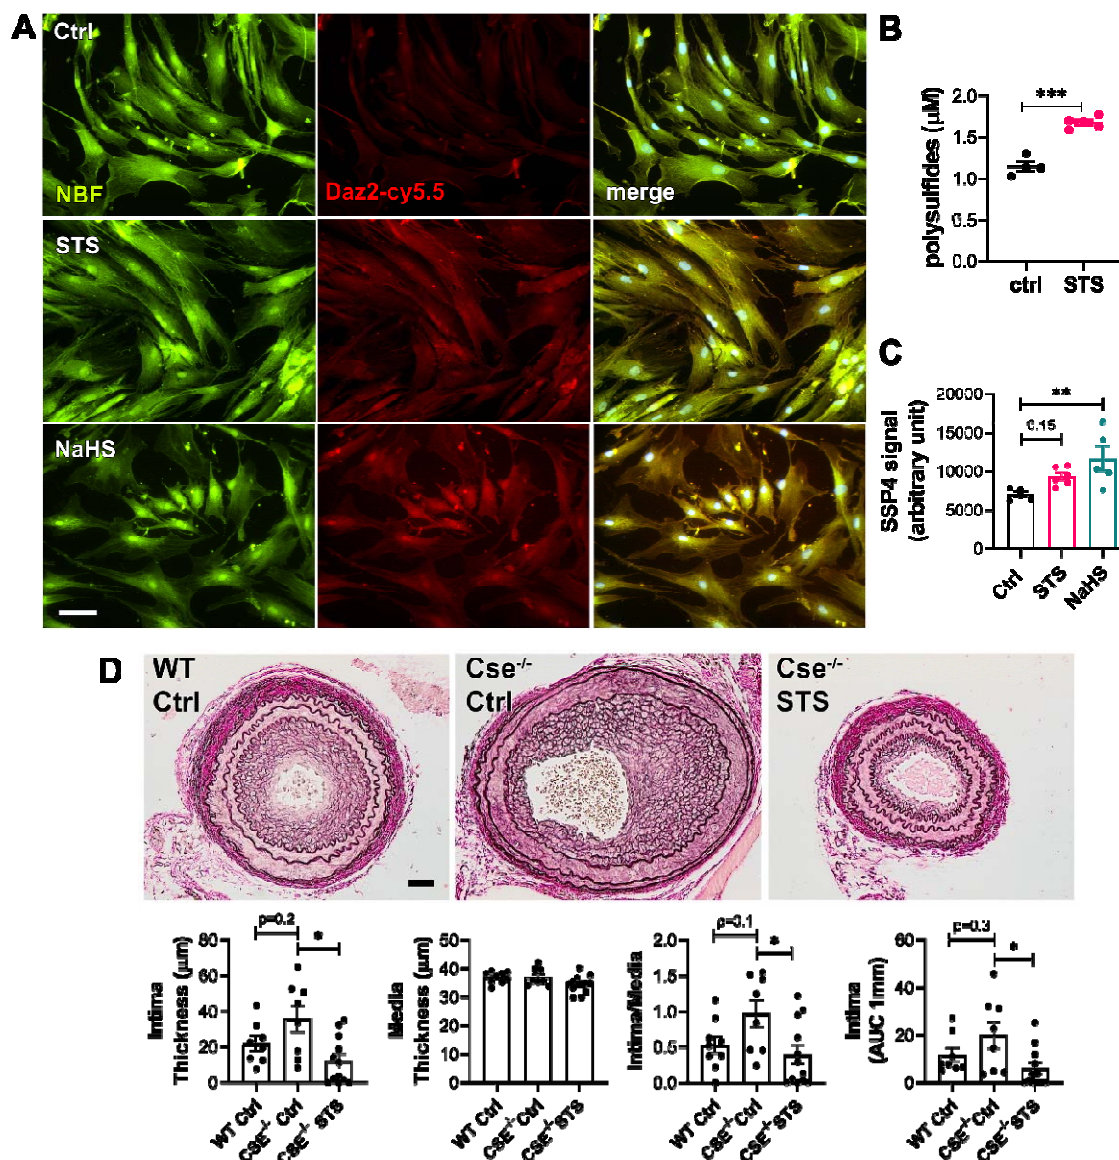 A
Ctrl
NBF
Daz2-cy5.5
merge
STS
NaHS
B
polysulfides (μM)
2.0
1.5
1.0
0.5
0.0
***
ctrl
STS
C
SSP4 signal
(arbitrary unit)
20000
15000
10000
5000
0
**
0.15
Ctrl
STS
NaHS
D
WT
Ctrl
Cse-/-
Ctrl
Cse-/-
STS
Intima
Thickness (μm)
80
60
40
20
0
p=0.2
*
WT Ctrl
CSE-/- Ctrl
CSE-/- STS
Media
Thickness (μm)
50
40
30
20
10
0
WT Ctrl
CSE-/- Ctrl
CSE-/- STS
Intima/Media
2.0
1.5
1.0
0.5
0.0
p=0.1
*
WT Ctrl
CSE-/- Ctrl
CSE-/- STS
Intima
(AUC 1mm)
60
40
20
0
p=0.3
*
WT Ctrl
CSE-/- Ctrl
CSE-/- STS